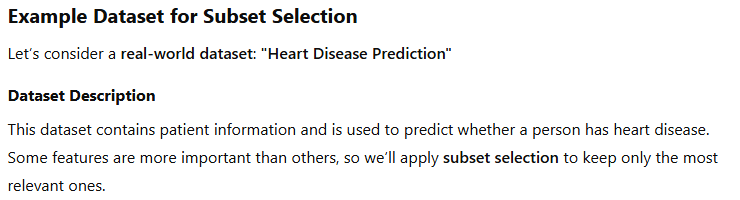 Example Dataset for Subset Selection
Let's consider a real-world dataset: "Heart Disease Prediction"
Dataset Description
This dataset contains patient information and is used to predict whether a person has heart disease.
Some features are more important than others, so we'll apply subset selection to keep only the most
relevant ones.